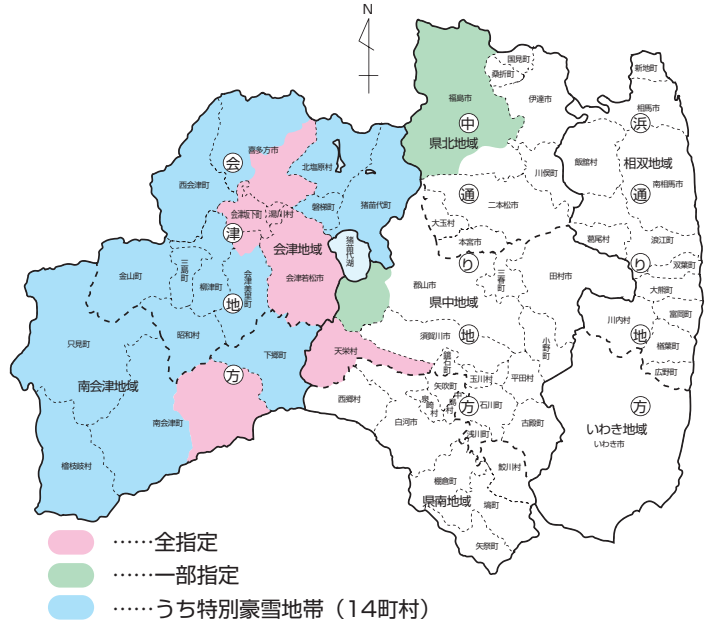 N
国見町
桑折町
新地町
福島市
伊達市
相馬市
中
浜
県北地域
喜多方市
会
北塩原村
飯舘村
相双地域
川俣町
西会津町
猪苗代町
南相馬市
通
通
磐梯町
二本松市
会津坂下町
湯川村
大玉村
津
葛尾村
浪江町
本宮市
会津地域
猪苗代湖
り
り
双葉町
金山町
三島町
柳津町
会津美里町
会津若松市
郡山市
三春町
田村市
大熊町
地
県中地域
富岡町
川内村
只見町
昭和村
須賀川市
地
地
楢葉町
小野町
天栄村
鏡石町
下郷町
広野町
南会津地域
方
玉川村
平田村
矢吹町
西郷村
泉崎村
中島村
方
石川町
方
南会津町
白河市
古殿町
いわき地域
浅川町
いわき市
檜枝岐村
鮫川村
棚倉町
県南地域
塙町
矢祭町
……全指定
……一部指定
……うち特別豪雪地帯（14町村）